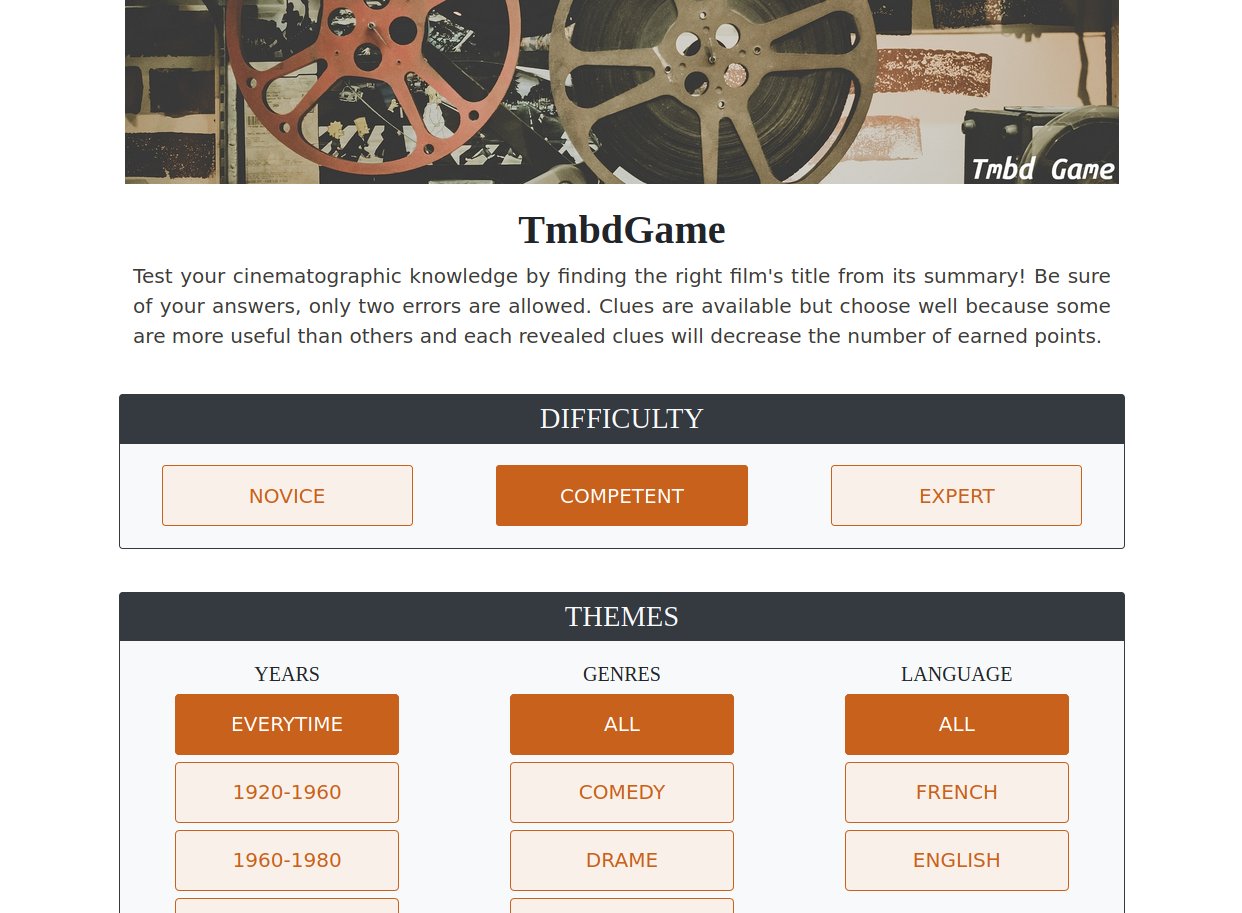 Tmbd Game
TmbdGame
Test your cinematographic knowledge by finding the right film's title from its summary! Be sure
of your answers, only two errors are allowed. Clues are available but choose well because some
are more useful than others and each revealed clues will decrease the number of earned points.
DIFFICULTY
NOVICE
COMPETENT
EXPERT
THEMES
YEARS
GENRES
LANGUAGE
EVERYTIME
ALL
ALL
1920-1960
COMEDY
FRENCH
1960-1980
DRAME
ENGLISH